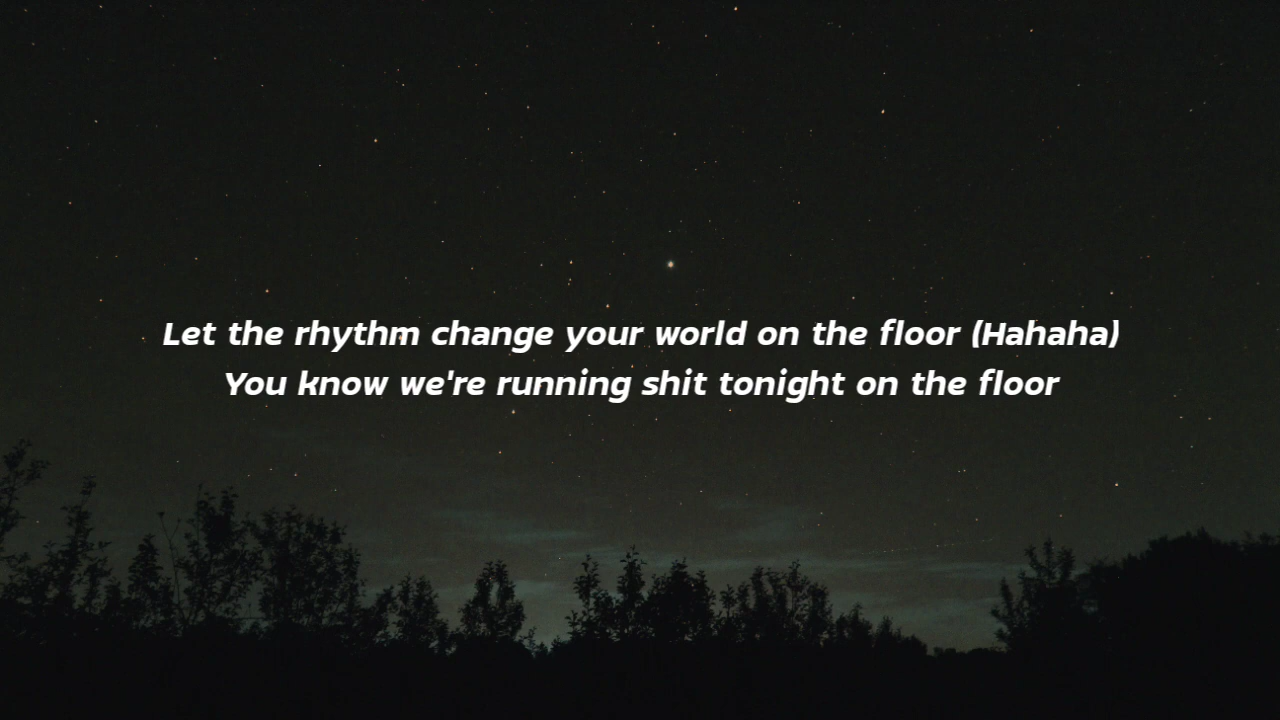 Let the rhythm change your world on the floor (Hahaha)
You know we're running shit tonight on the floor